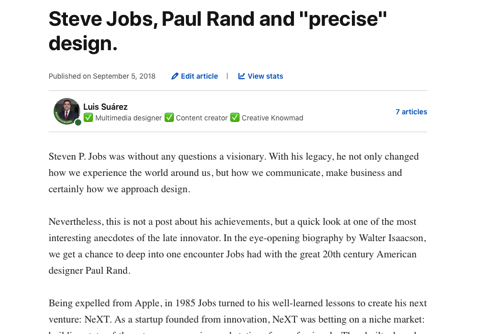 Steve Jobs, Paul Rand and "precise"
design.
Published on September 5, 2018 Edit article | View stats
Luis Suárez
✅ Multimedia designer ✅ Content creator ✅ Creative Knowmad
7 articles
Steven P. Jobs was without any questions a visionary. With his legacy, he not only changed
how we experience the world around us, but how we communicate, make business and
certainly how we approach design.
Nevertheless, this is not a post about his achievements, but a quick look at one of the most
interesting anecdotes of the late innovator. In the eye-opening biography by Walter Isaacson,
we get a chance to deep into one encounter Jobs had with the great 20th century American
designer Paul Rand.
Being expelled from Apple, in 1985 Jobs turned to his well-learned lessons to create his next
venture: NeXT. As a startup founded from innovation, NeXT was betting on a niche market: